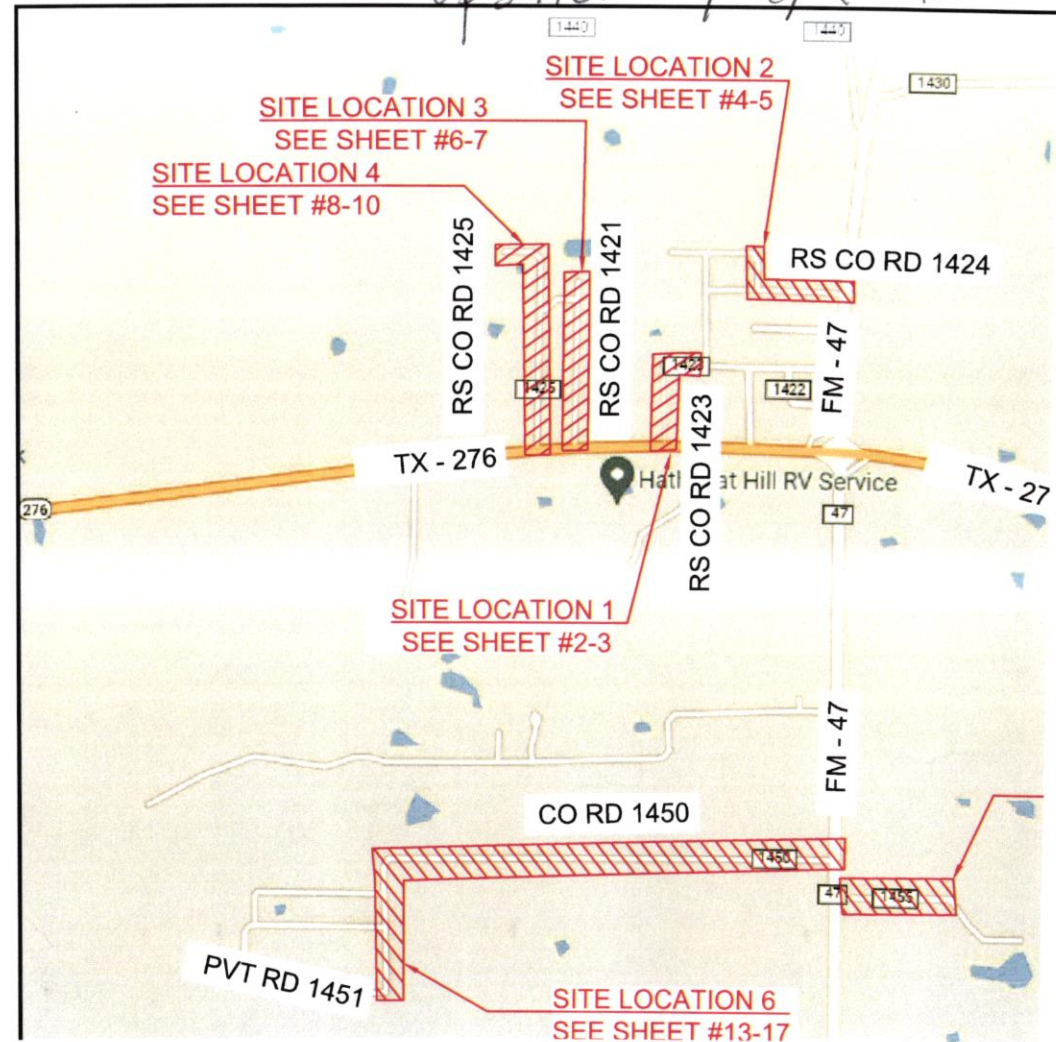 1440
1440
SITE LOCATION 2
SEE SHEET #4-5
1430
SITE LOCATION 3
SEE SHEET #6-7
SITE LOCATION 4
SEE SHEET #8-10
RS CO RD 1425
RS CO RD 1421
RS CO RD 1424
1423
1425
1422
FM - 47
RS CO RD 1423
TX - 276
at Hill RV Service
TX - 27
276
47
SITE LOCATION 1
SEE SHEET #2-3
FM - 47
CO RD 1450
1450
47
1455
PVT RD 1451
SITE LOCATION 6
SEE SHEET #13-17